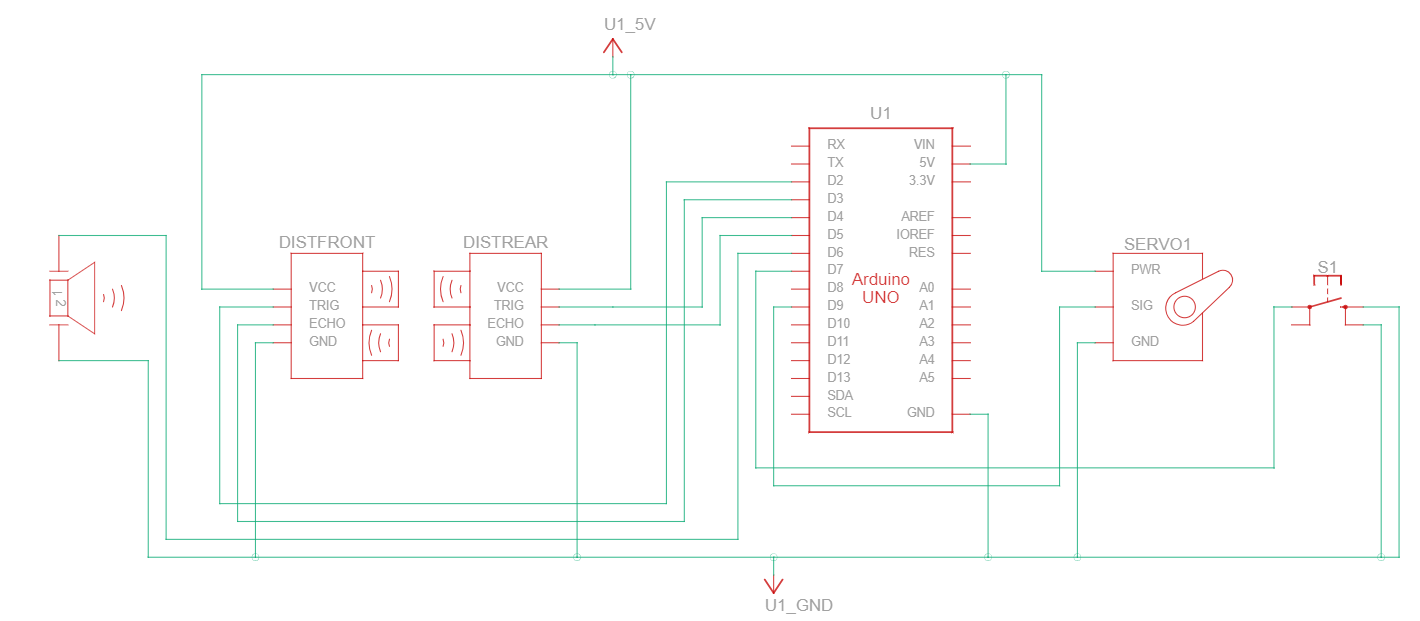 U1_5V
U1
RX VIN
TX 5V
D2 3.3V
D3
D4 AREF
D5 IOREF
D6 RES
D7
D8 A0
D9 A1
D10 A2
D11 A3
D12 A4
D13 A5
SDA
SCL GND
Arduino
UNO
DISTFRONT
VCC
TRIG
ECHO
GND
DISTREAR
VCC
TRIG
ECHO
GND
SERVO1
PWR
SIG
GND
S1
1 2
U1_GND